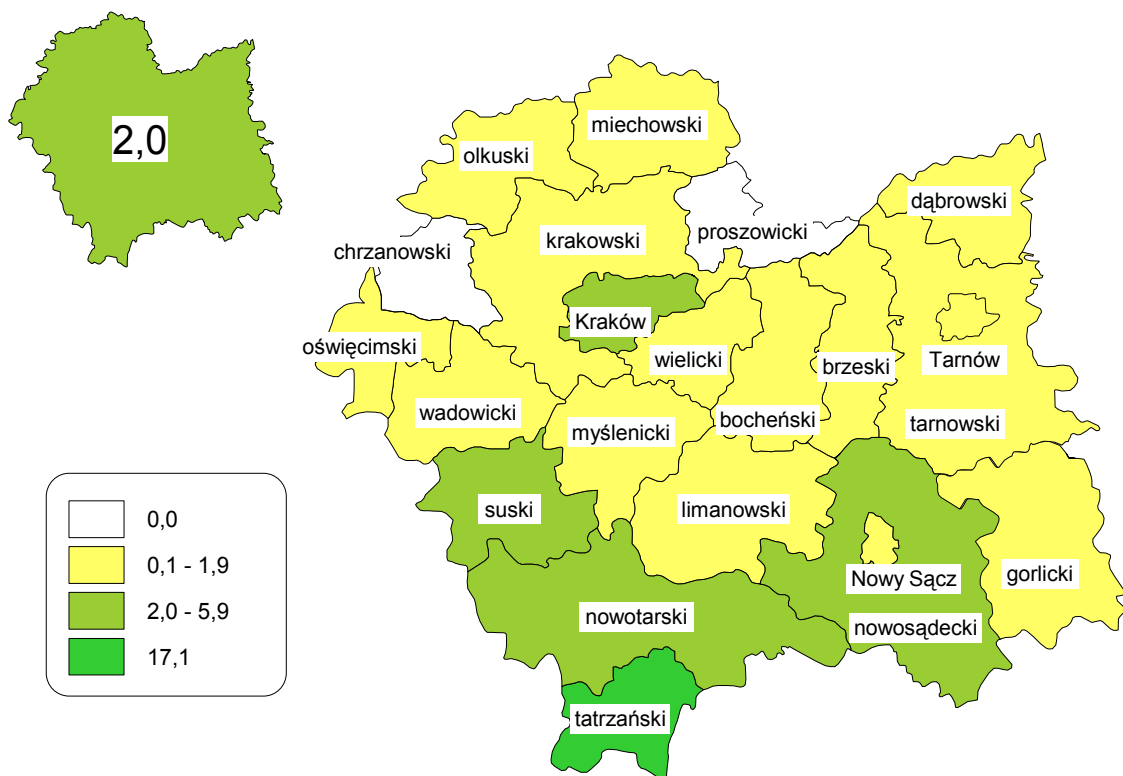 2,0
miechowski
olkuski
dąbrowski
proszowicki
krakowski
chrzanowski
Kraków
oświęcimski
wielicki
brzeski
Tarnów
wadowicki
myślenicki
bocheński
tarnowski
suski
limanowski
Nowy Sącz
gorlicki
nowotarski
nowosądecki
tatrzański
0,0
0,1 - 1,9
2,0 - 5,9
17,1